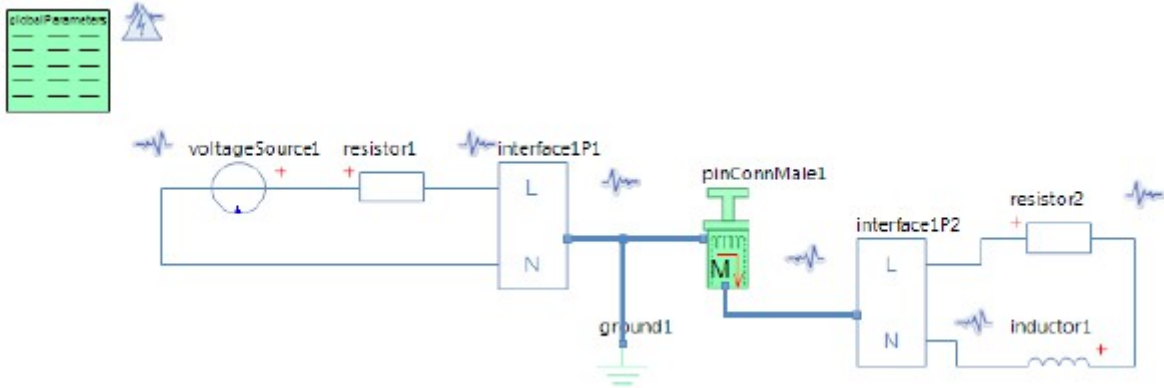 globalParameters
voltageSource1
resistor1
interface1P1
L
N
pinConnMale1
M
ground1
interface1P2
L
N
resistor2
inductor1